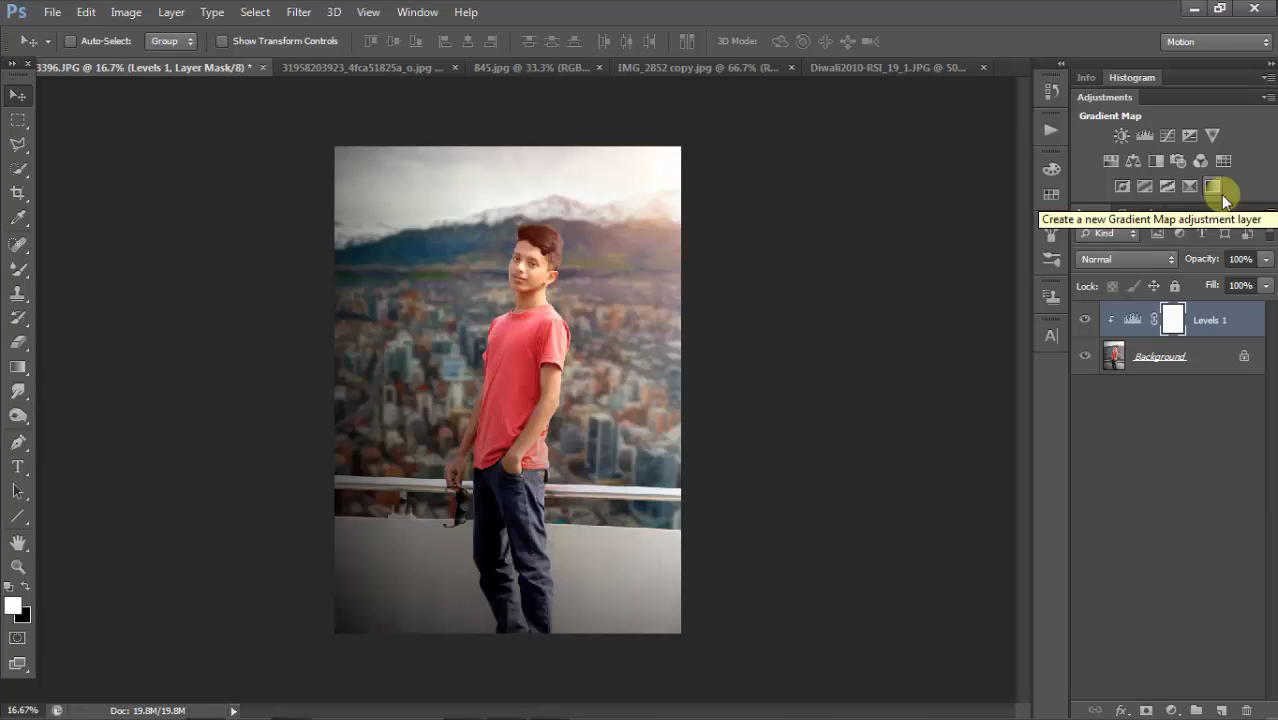 Ps File Edit Image Layer Type Select Filter 3D View Window Help
Auto-Select: Group Show Transform Controls 3D Mode: Motion
3396.JPG @ 16.7% (Levels 1, Layer Mask/8) * × 31958203923_4fca51825a_o.jpg ... × 845.jpg @ 33.3% (RGB... × IMG_2852 copy.jpg @ 66.7% (R... × Diwali2010-RSI_19_1.JPG @ 50... ×
Info Histogram
Adjustments
Gradient Map
Create a new Gradient Map adjustment layer
Kind
Normal Opacity: 100%
Lock: Fill: 100%
Levels 1
Background
16.67% Doc: 19.8M/19.8M